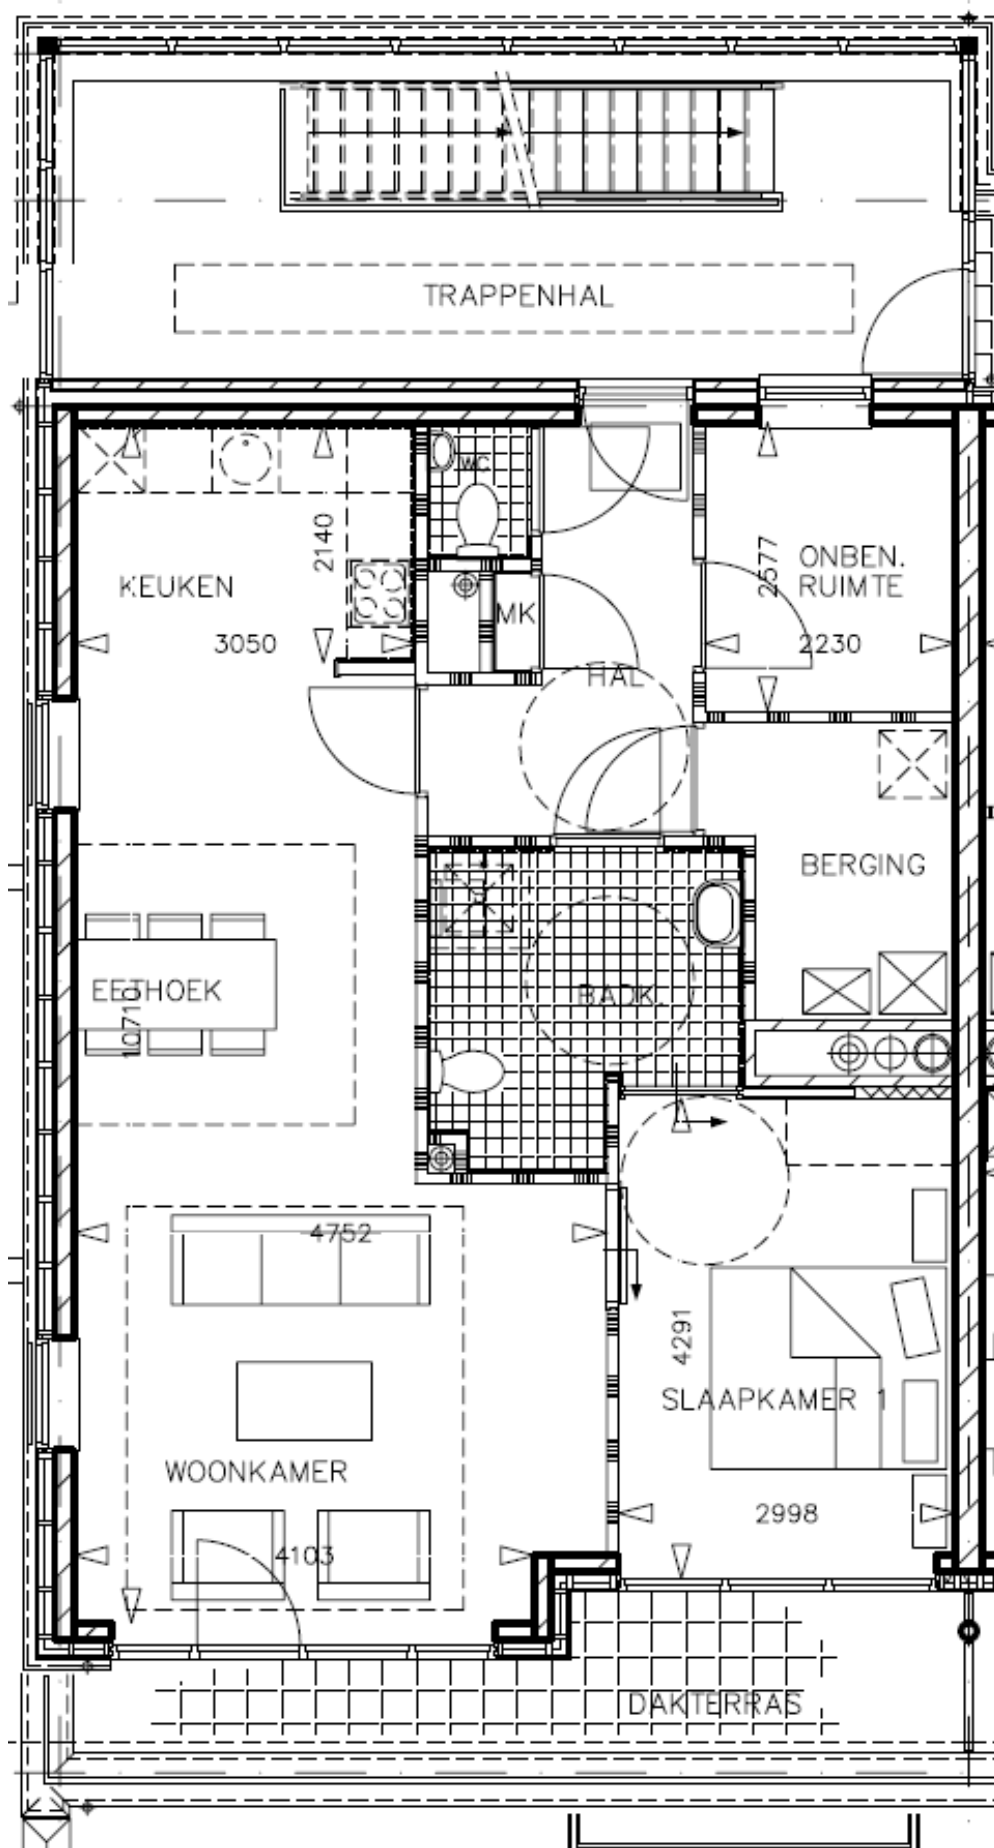 TRAPPENHAL
WC
2140
KEUKEN
3050
MK
HAL
2577
ONBEN.
RUIMTE
2230
BERGING
EETHOEK
10710
BADK.
4752
4291
SLAAPKAMER 1
WOONKAMER
2998
4103
DAKTERRAS